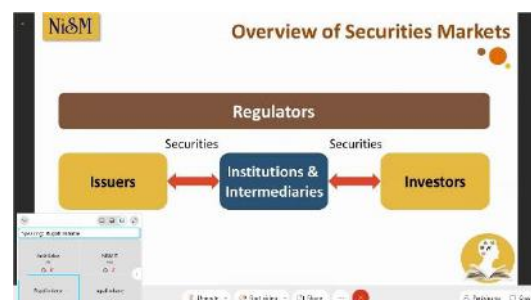 NiSM
Overview of Securities Markets
Regulators
Securities
Securities
Issuers
Institutions &
Intermediaries
Investors